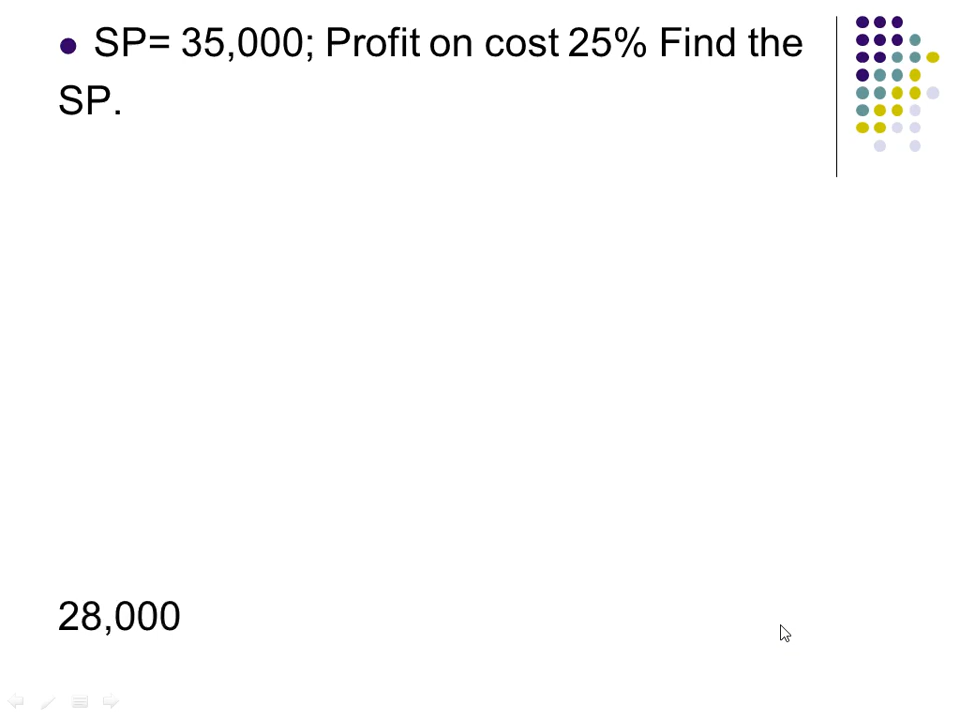 SP= 35,000; Profit on cost 25% Find the
SP.
28,000